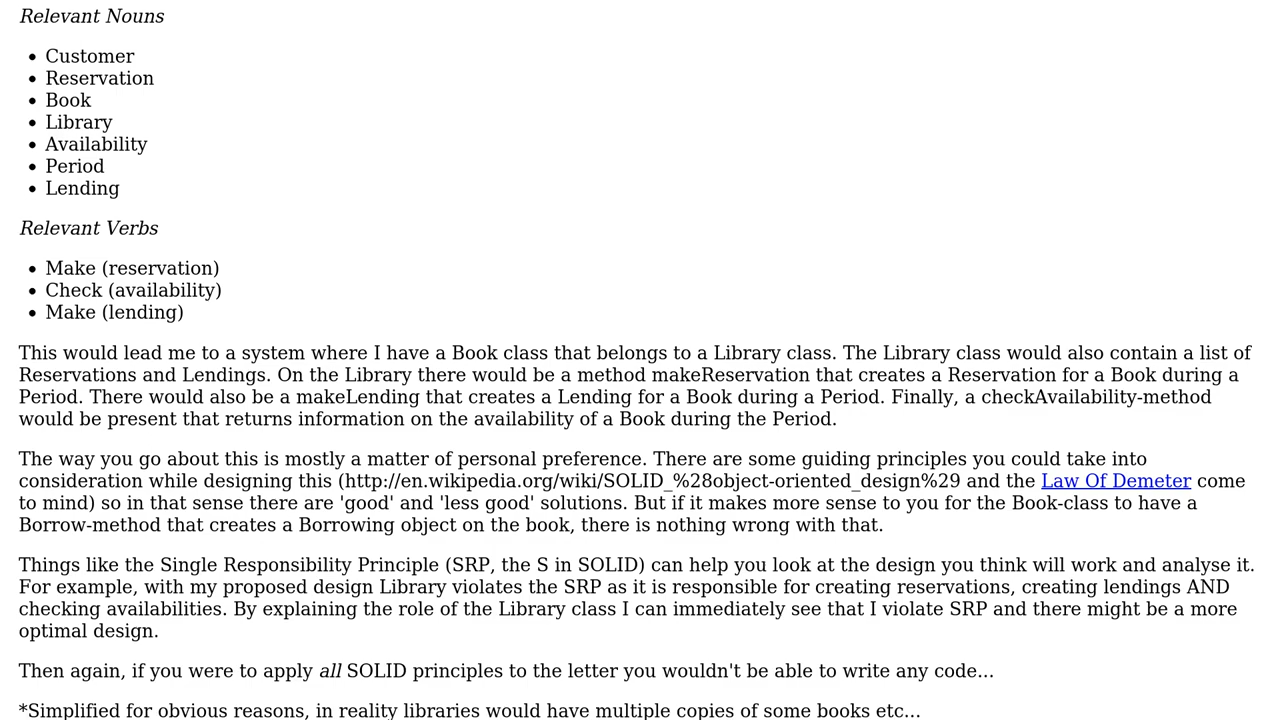 Relevant Nouns
• Customer
• Reservation
• Book
• Library
• Availability
• Period
• Lending
Relevant Verbs
• Make (reservation)
• Check (availability)
• Make (lending)
This would lead me to a system where I have a Book class that belongs to a Library class. The Library class would also contain a list of
Reservations and Lendings. On the Library there would be a method makeReservation that creates a Reservation for a Book during a
Period. There would also be a makeLending that creates a Lending for a Book during a Period. Finally, a checkAvailability-method
would be present that returns information on the availability of a Book during the Period.
The way you go about this is mostly a matter of personal preference. There are some guiding principles you could take into
consideration while designing this (http://en.wikipedia.org/wiki/SOLID_%28object-oriented_design%29 and the Law Of Demeter come
to mind) so in that sense there are 'good' and 'less good' solutions. But if it makes more sense to you for the Book-class to have a
Borrow-method that creates a Borrowing object on the book, there is nothing wrong with that.
Things like the Single Responsibility Principle (SRP, the S in SOLID) can help you look at the design you think will work and analyse it.
For example, with my proposed design Library violates the SRP as it is responsible for creating reservations, creating lendings AND
checking availabilities. By explaining the role of the Library class I can immediately see that I violate SRP and there might be a more
optimal design.
Then again, if you were to apply all SOLID principles to the letter you wouldn't be able to write any code...
*Simplified for obvious reasons, in reality libraries would have multiple copies of some books etc...